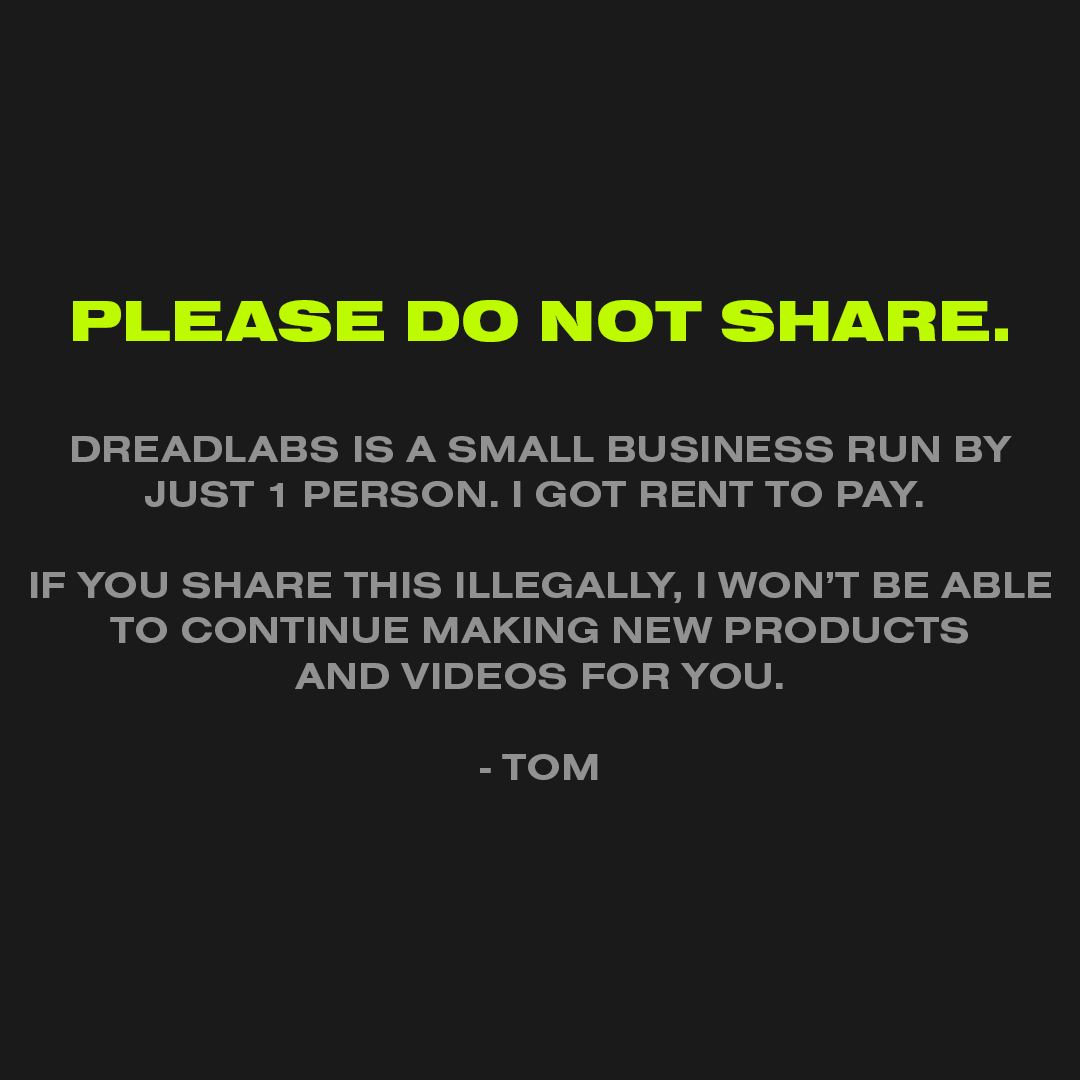 PLEASE DO NOT SHARE.
DREADLABS IS A SMALL BUSINESS RUN BY
JUST 1 PERSON. I GOT RENT TO PAY.
IF YOU SHARE THIS ILLEGALLY, I WON’T BE ABLE
TO CONTINUE MAKING NEW PRODUCTS
AND VIDEOS FOR YOU.
- TOM